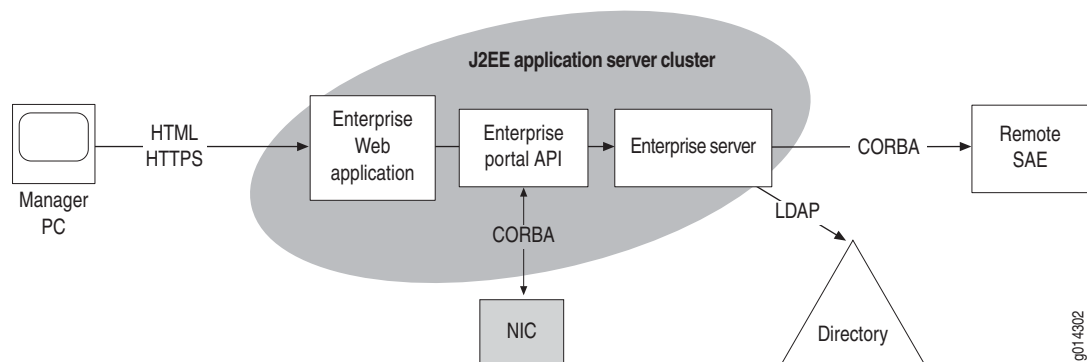 J2EE application server cluster
HTML
HTTPS
Enterprise
Web
application
Enterprise
portal API
Enterprise server
CORBA
Remote
SAE
Manager
PC
LDAP
CORBA
NIC
Directory
g014302